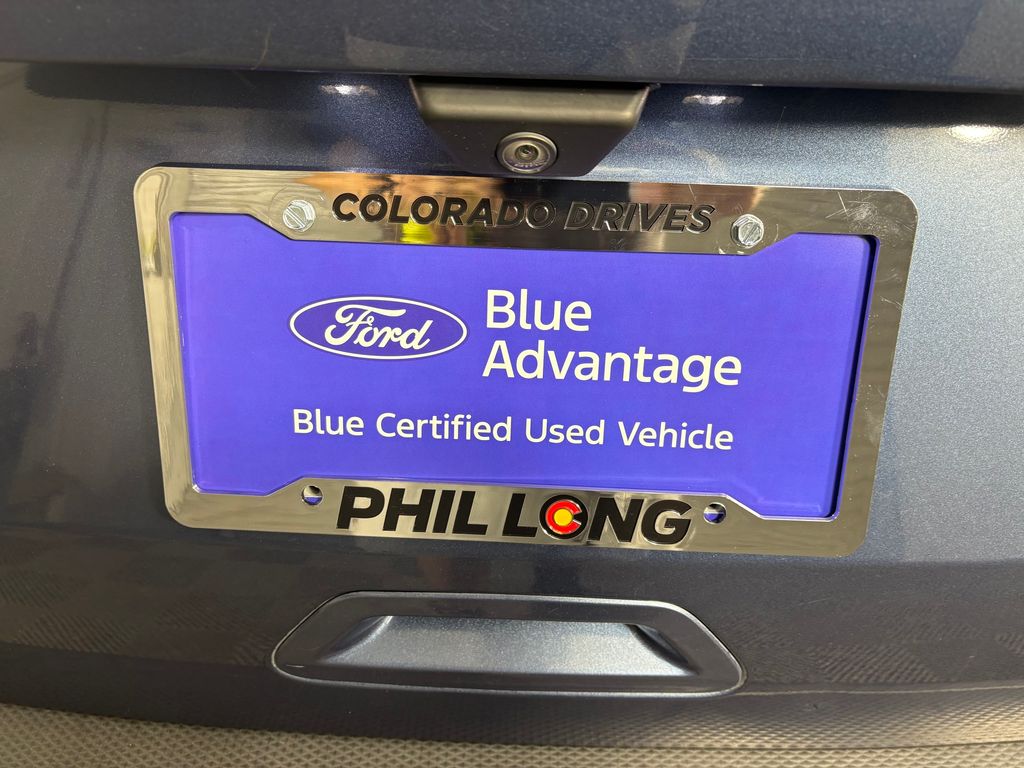 COLORADO DRIVES
Ford
Blue
Advantage
Blue Certified Used Vehicle
PHIL LONG